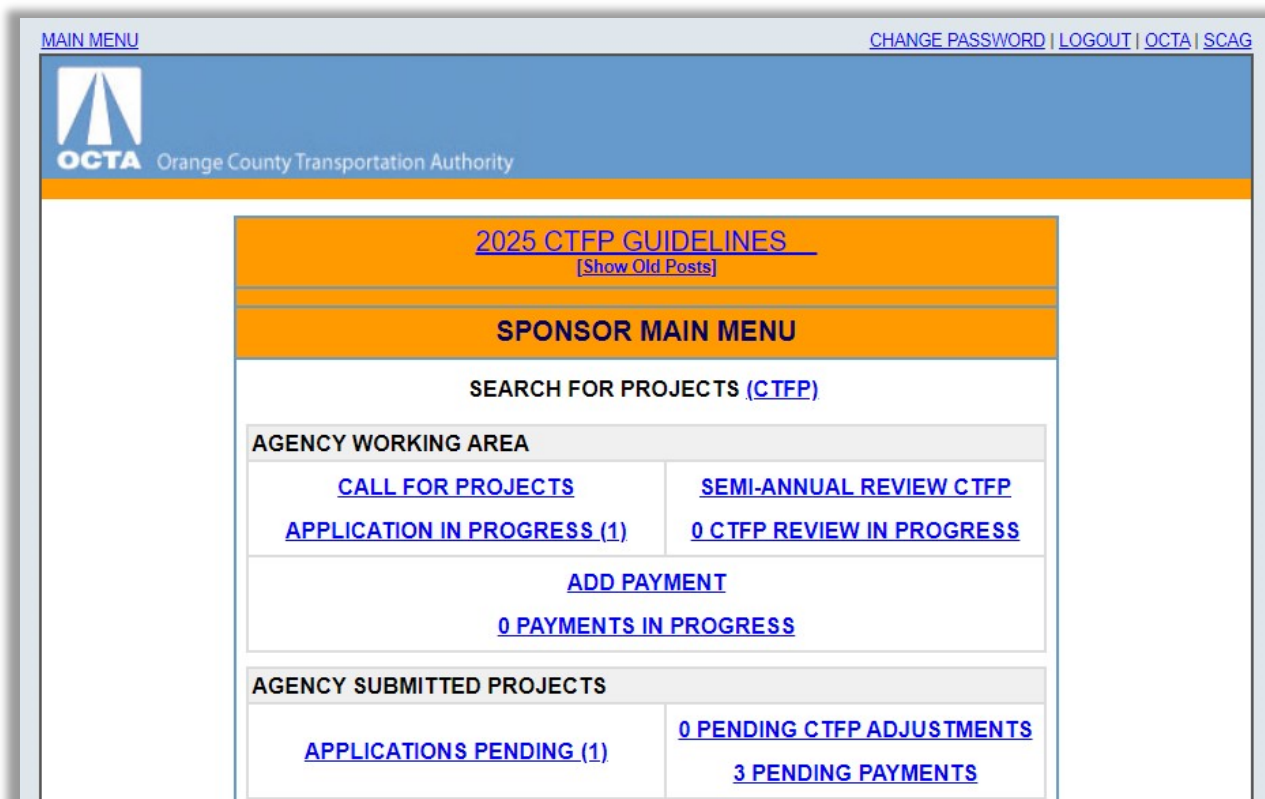 MAIN MENU
CHANGE PASSWORD | LOGOUT | OCTA | SCAG
OCTA Orange County Transportation Authority
2025 CTFP GUIDELINES
[Show Old Posts]
SPONSOR MAIN MENU
SEARCH FOR PROJECTS (CTFP)
AGENCY WORKING AREA
CALL FOR PROJECTS
APPLICATION IN PROGRESS (1)
SEMI-ANNUAL REVIEW CTFP
0 CTFP REVIEW IN PROGRESS
ADD PAYMENT
0 PAYMENTS IN PROGRESS
AGENCY SUBMITTED PROJECTS
APPLICATIONS PENDING (1)
0 PENDING CTFP ADJUSTMENTS
3 PENDING PAYMENTS